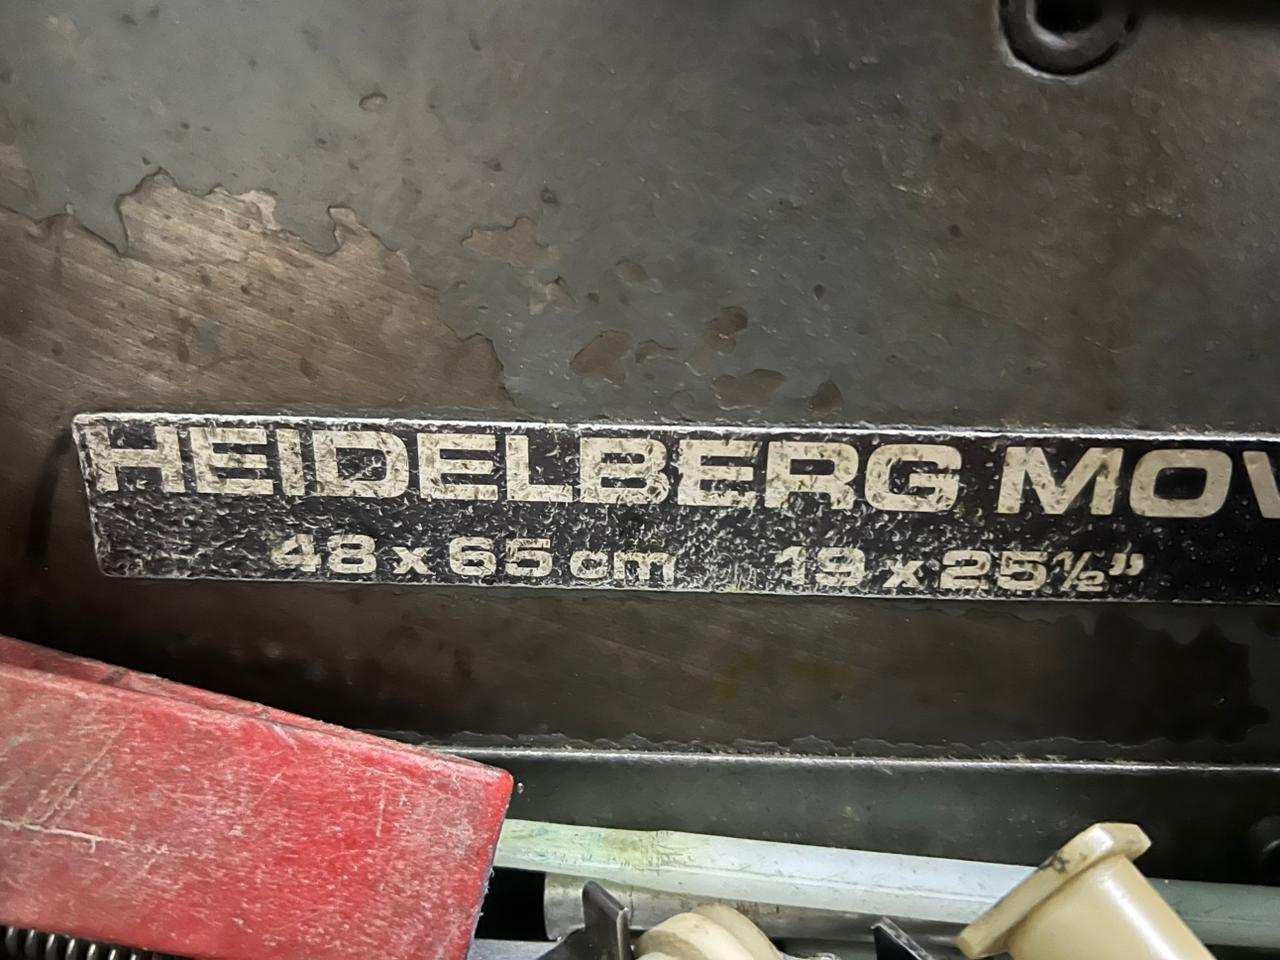 HEIDELBERG MOV
48 x 65 cm 19 x 25½”